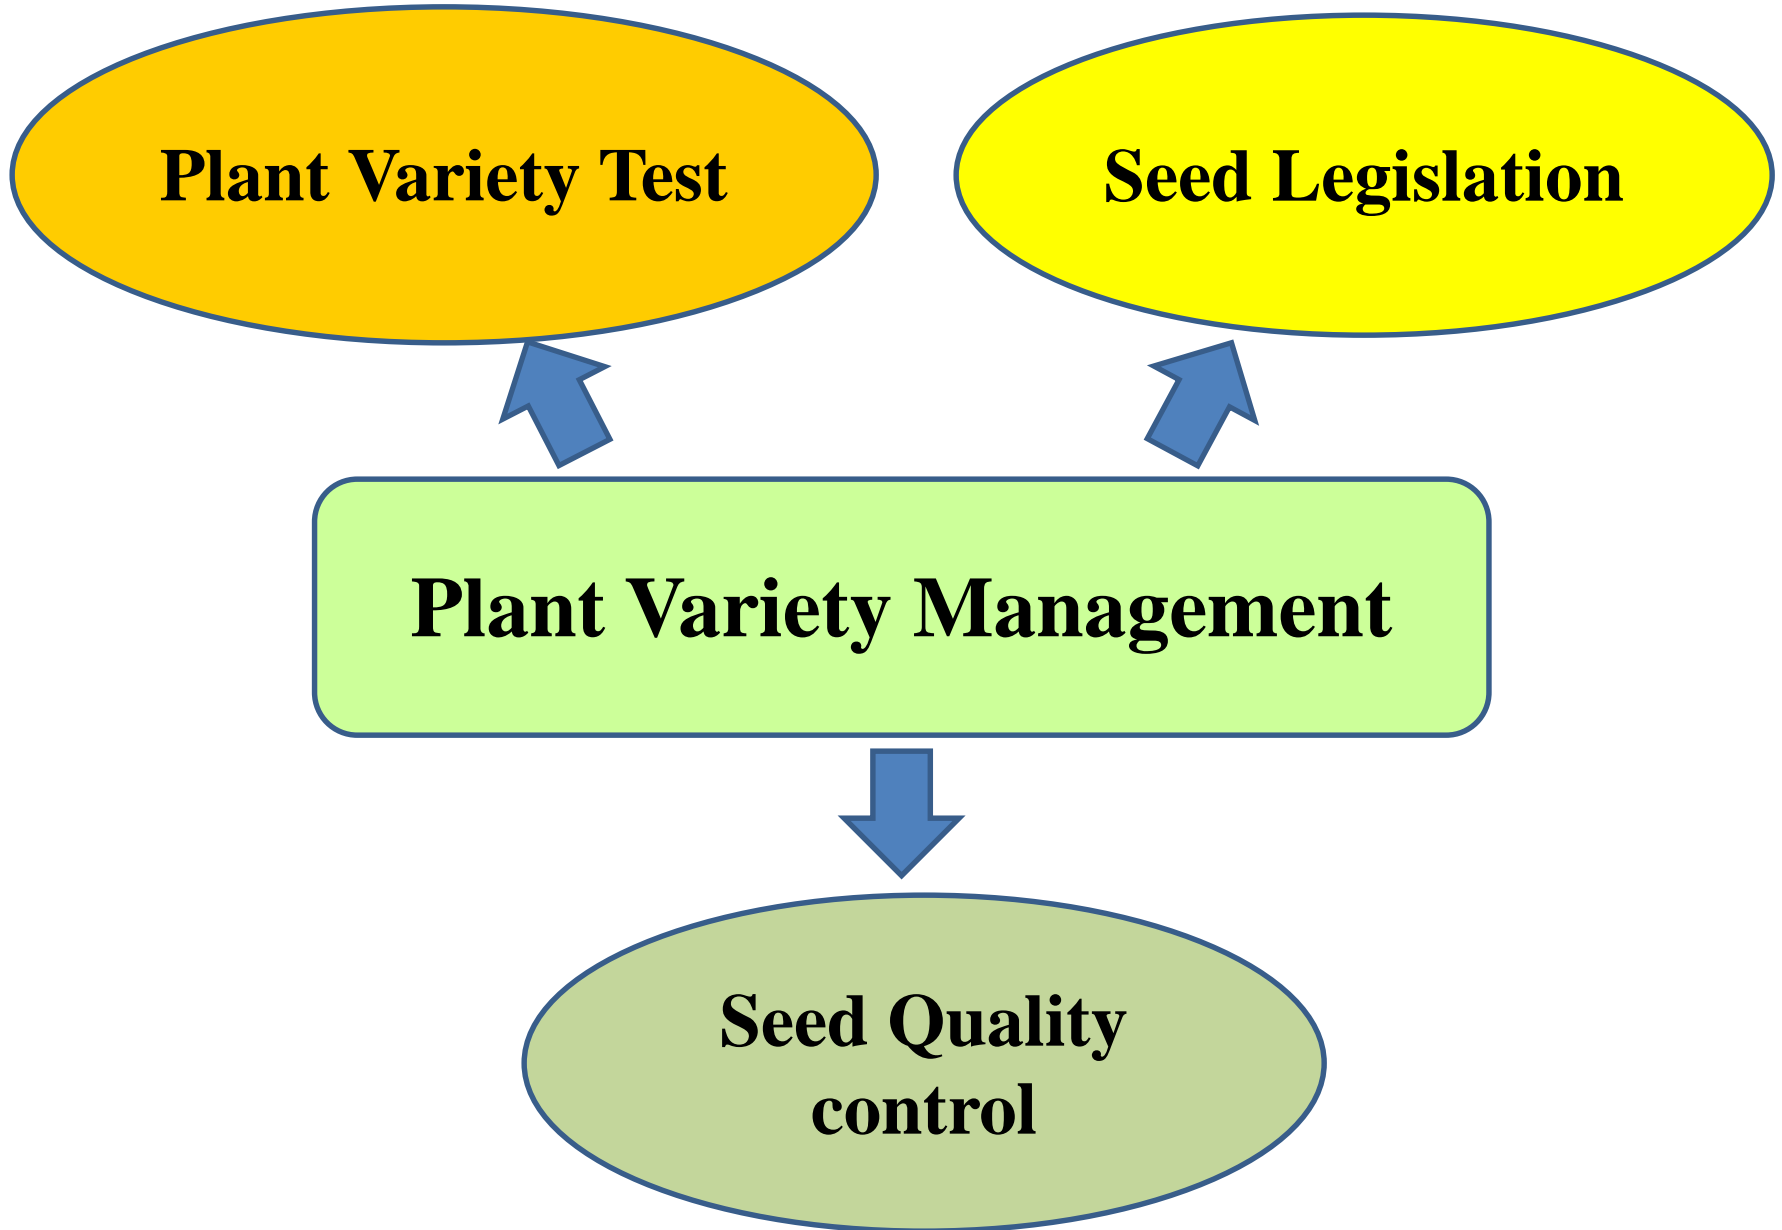 Plant Variety Test
Seed Legislation
Plant Variety Management
Seed Quality
control